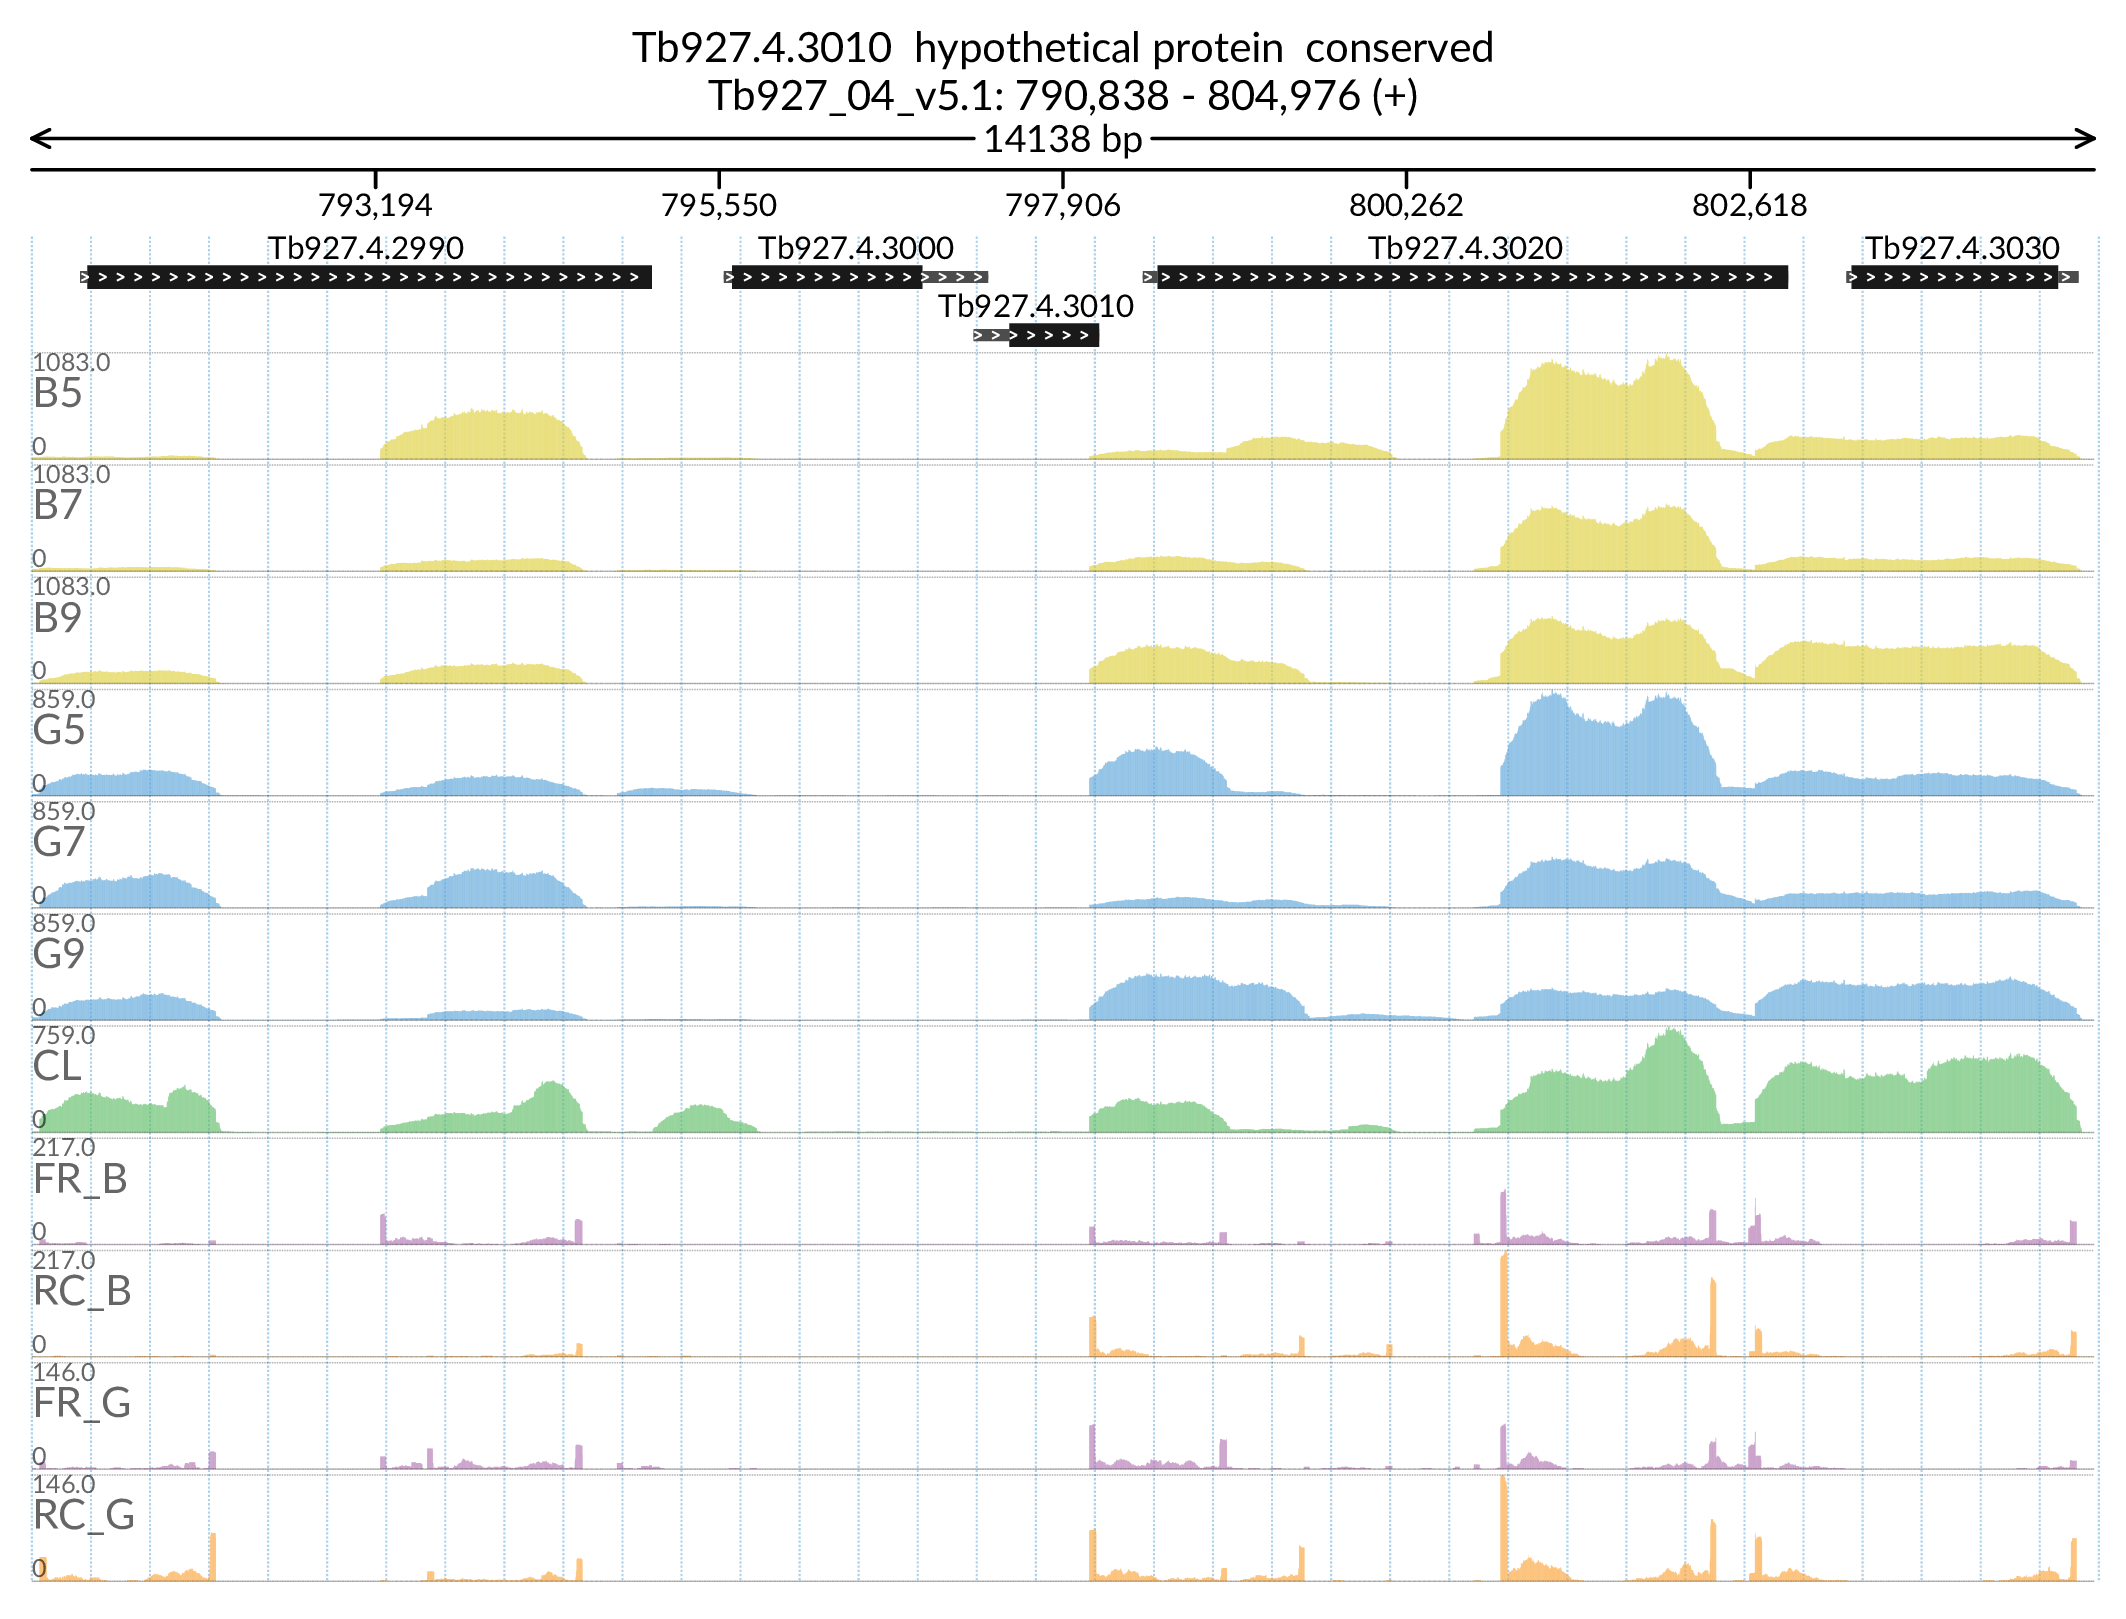 Tb927.4.3010  hypothetical protein  conserved
Tb927_04_v5.1: 790,838 - 804,976 (+)
14138 bp
793,194 795,550 797,906 800,262 802,618
Tb927.4.2990 Tb927.4.3000 Tb927.4.3020 Tb927.4.3030
Tb927.4.3010
1083.0
B5
0
1083.0
B7
0
1083.0
B9
0
859.0
G5
0
859.0
G7
0
859.0
G9
0
759.0
CL
0
217.0
FR_B
0
217.0
RC_B
0
146.0
FR_G
0
146.0
RC_G
0